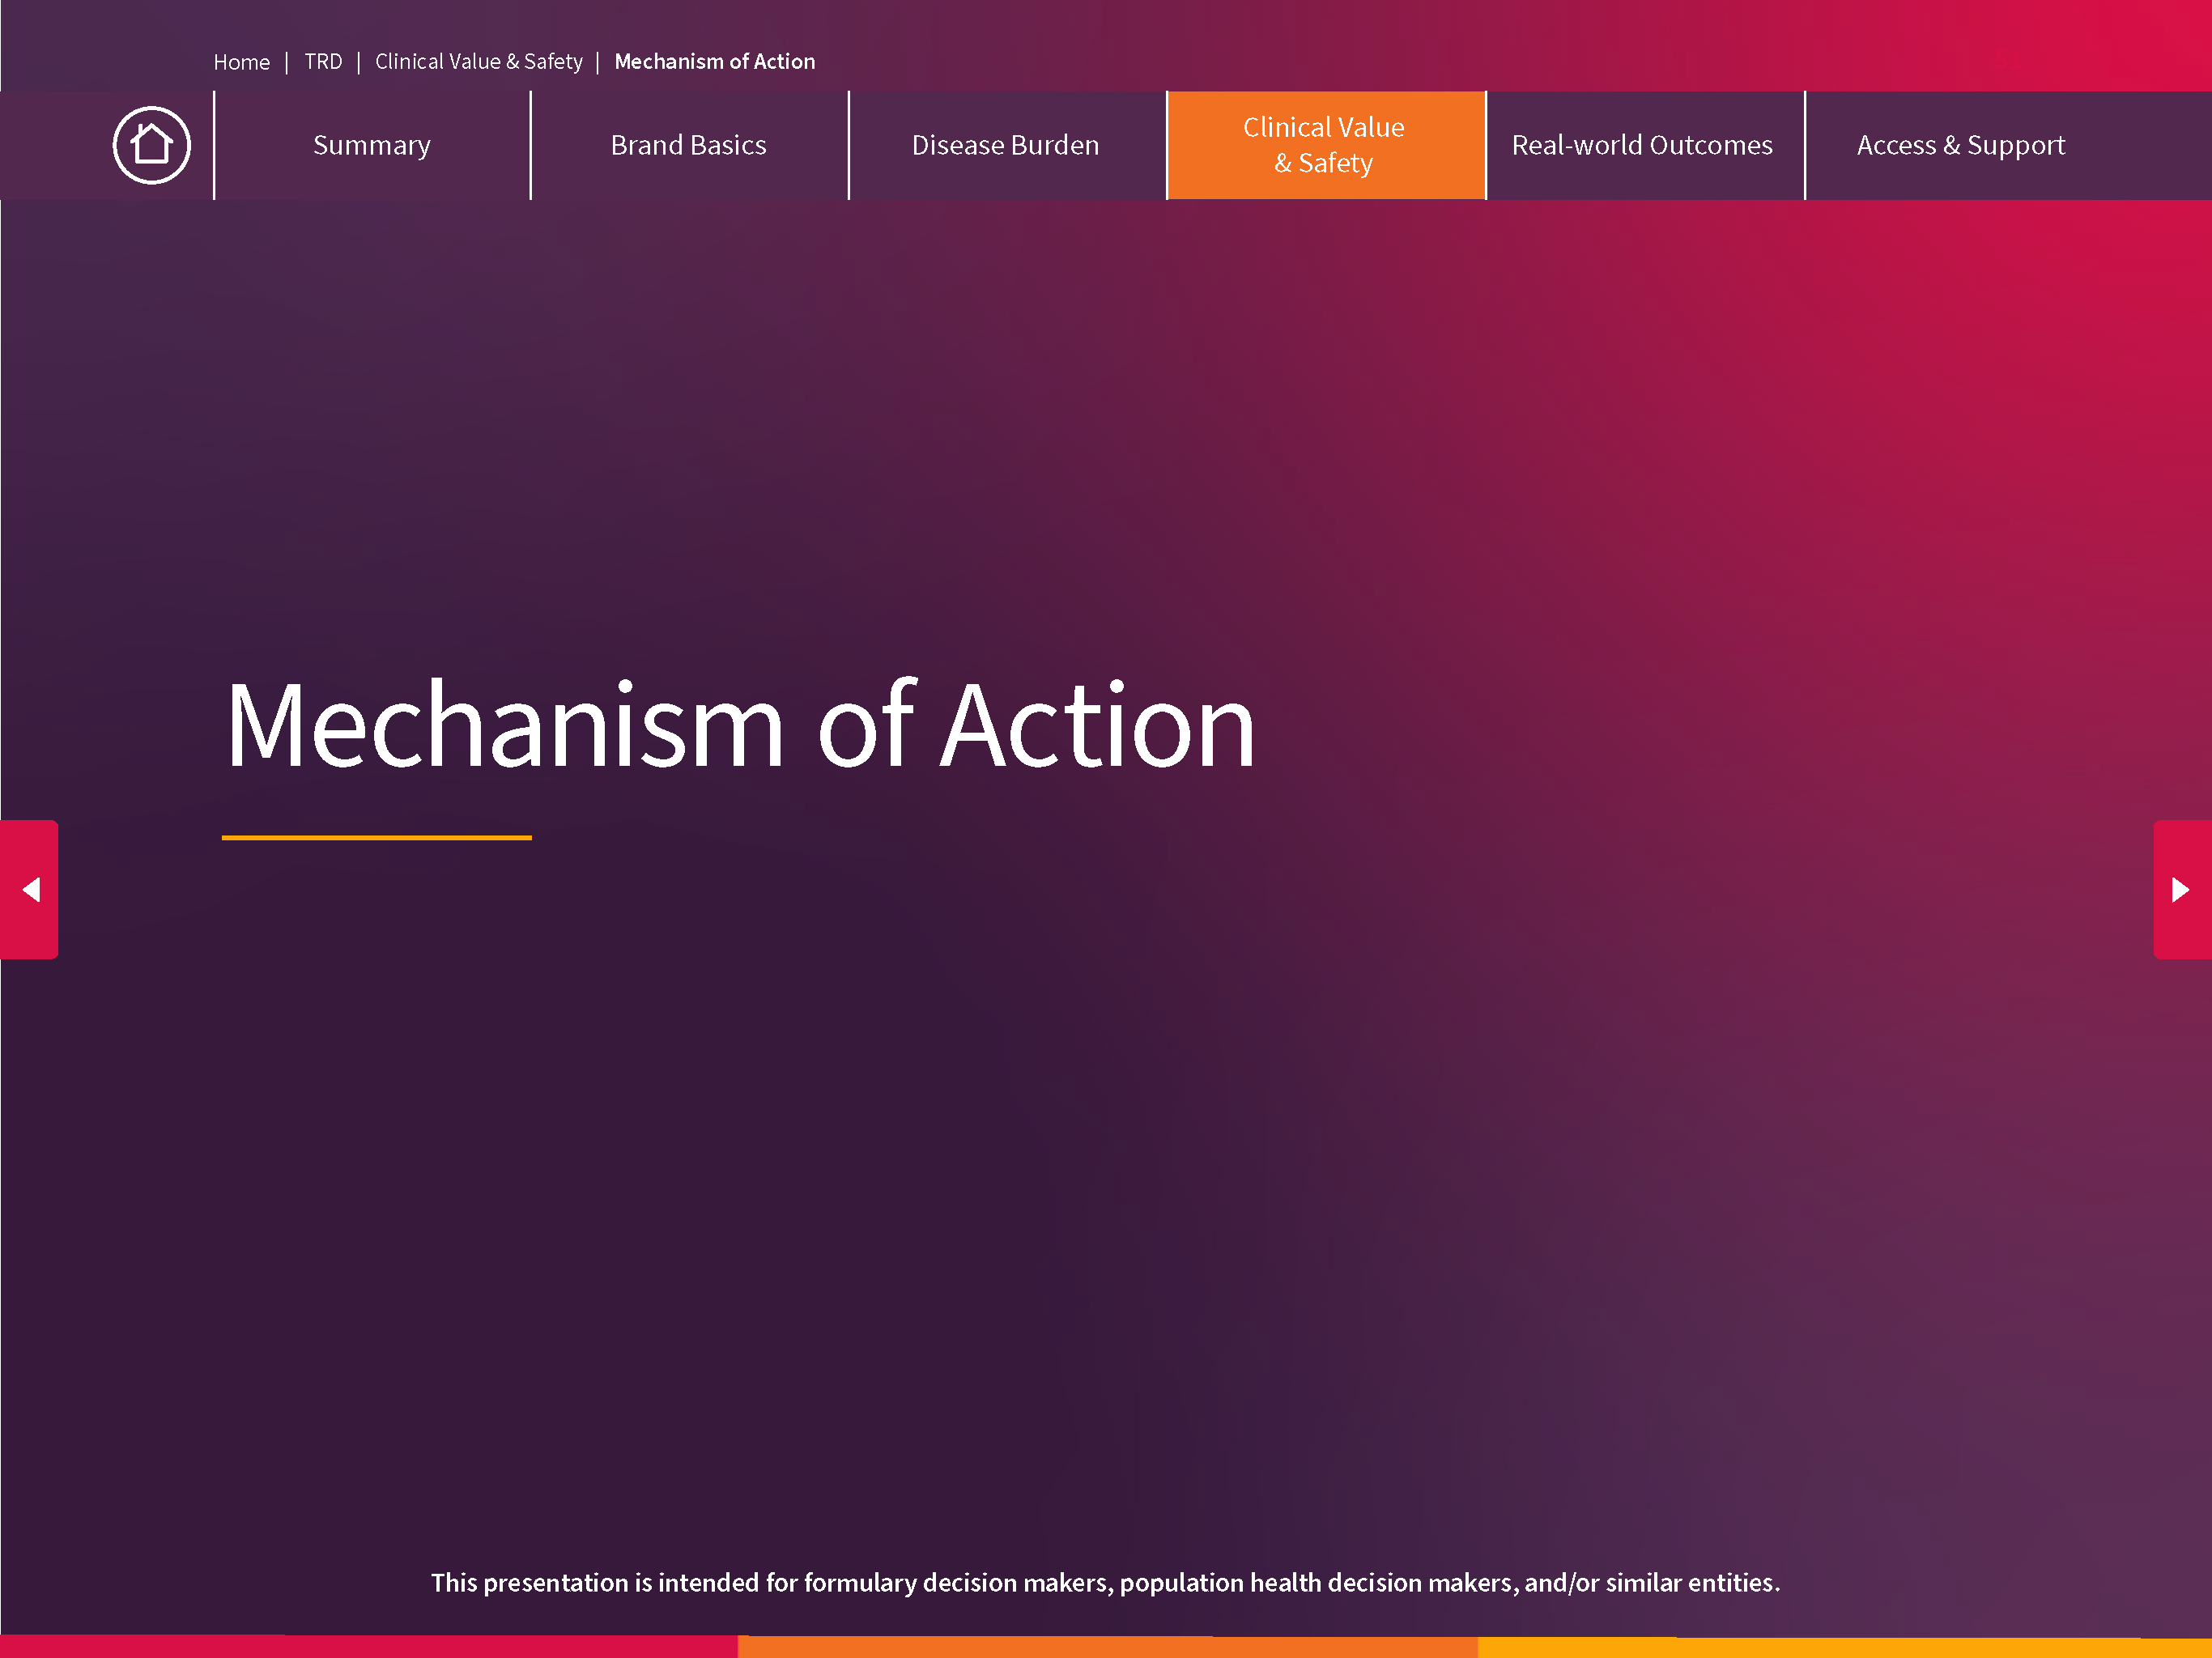 Home | TRD | Clinical Value & Safety | Mechanism of Action
Summary
Brand Basics
Disease Burden
Clinical Value
& Safety
Real-world Outcomes
Access & Support
Mechanism of Action
This presentation is intended for formulary decision makers, population health decision makers, and/or similar entities.